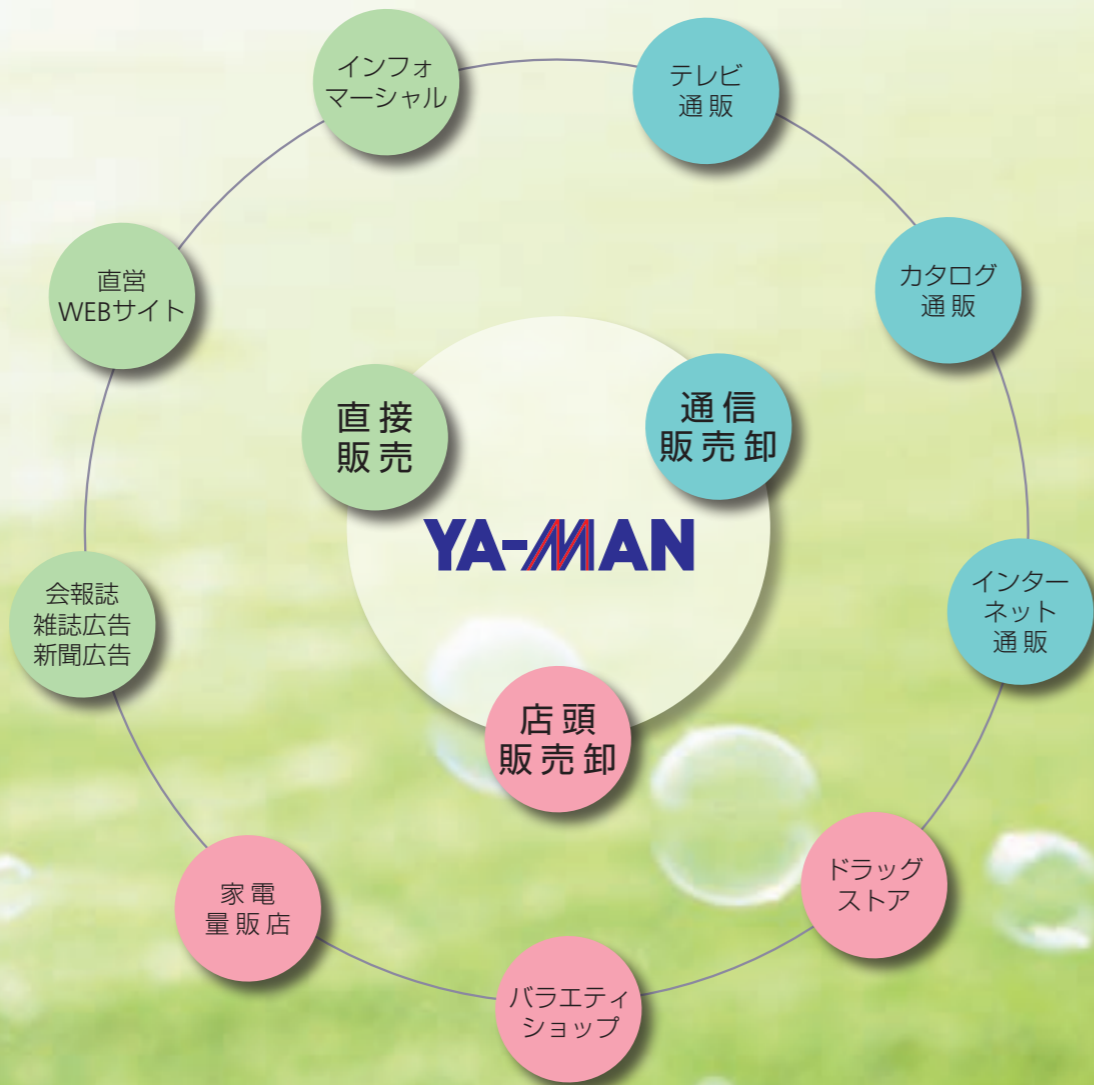 インフォ
マーシャル
テレビ
通販
直営
WEBサイト
カタログ
通販
直接
販売
通信
販売卸
YA-MAN
会報誌
雑誌広告
新聞広告
インター
ネット
通販
店頭
販売卸
家電
量販店
ドラッグ
ストア
バラエティ
ショップ